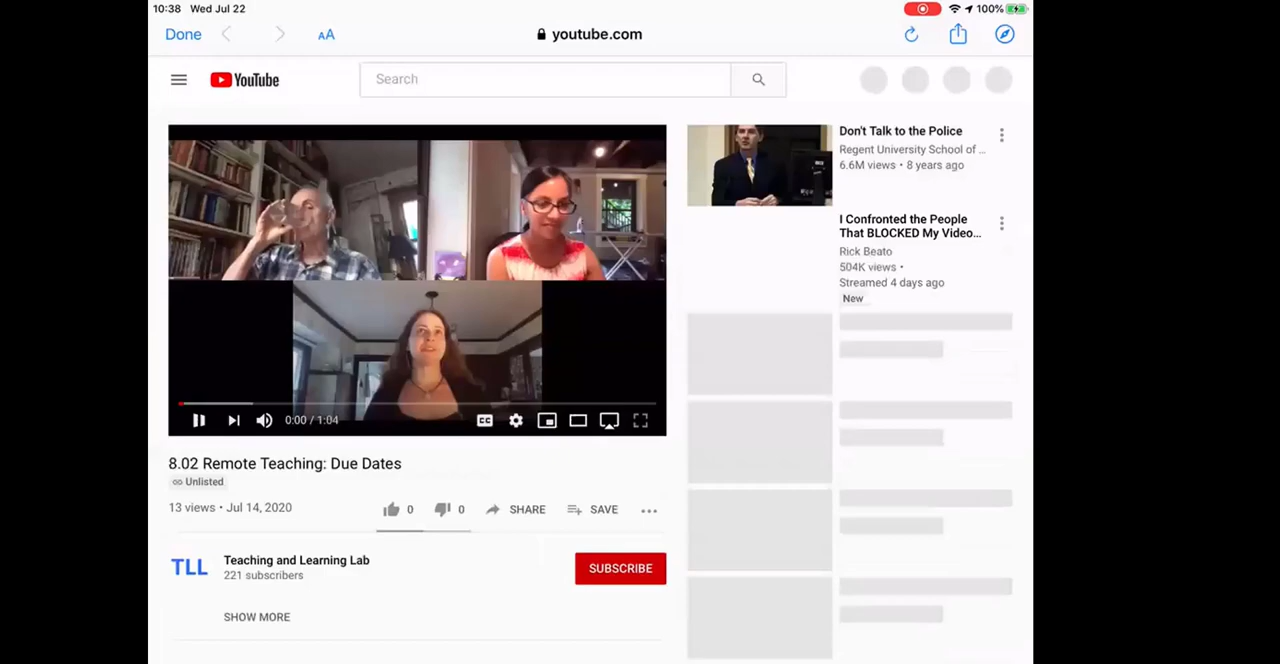 10:38 Wed Jul 22
100%
Done
AA
youtube.com
YouTube
Search
Don't Talk to the Police
Regent University School of ...
6.6M views • 8 years ago
I Confronted the People
That BLOCKED My Video...
Rick Beato
504K views •
Streamed 4 days ago
New
CC
0:00 / 1:04
8.02 Remote Teaching: Due Dates
Unlisted
13 views • Jul 14, 2020
0
0
SHARE
SAVE
TLL
Teaching and Learning Lab
221 subscribers
SUBSCRIBE
SHOW MORE